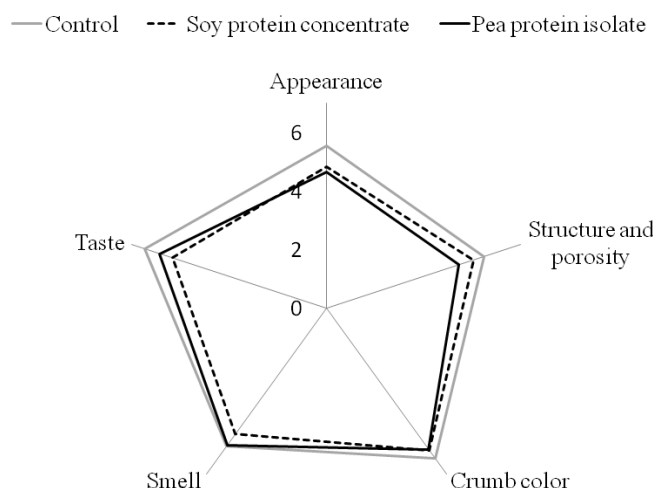 Control Soy protein concentrate Pea protein isolate
Appearance
6
4
2
0
Taste
Structure and
porosity
Smell
Crumb color